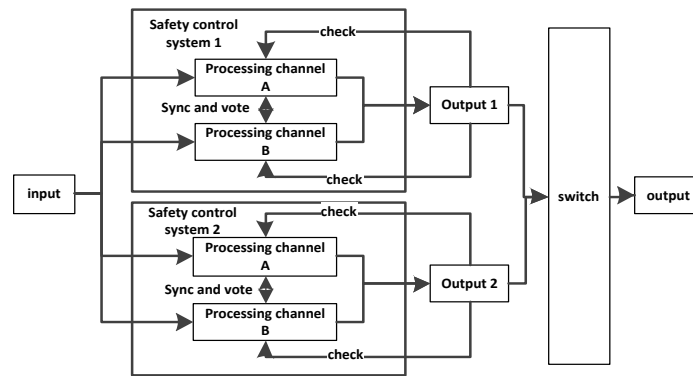 Safety control
system 1
check
Processing channel
A
Sync and vote
Processing channel
B
check
Output 1
input
switch
output
Safety control
system 2
check
Processing channel
A
Sync and vote
Processing channel
B
check
Output 2